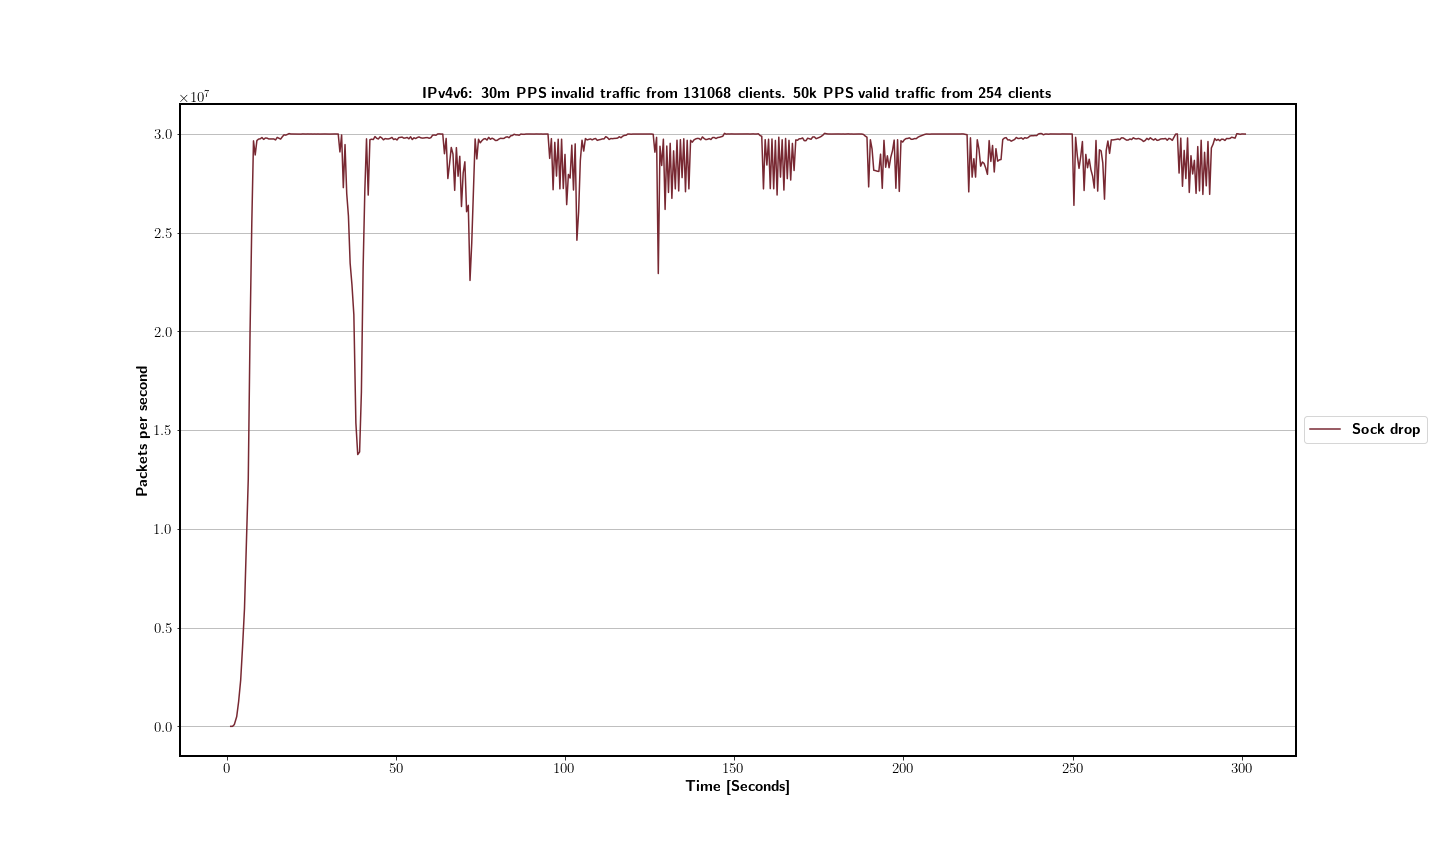 IPv4v6: 30m PPS invalid traffic from 131068 clients. 50k PPS valid traffic from 254 clients
×10⁷
3.0
2.5
2.0
1.5
1.0
0.5
0.0
Packets per second
0 50 100 150 200 250 300
Time [Seconds]
Sock drop